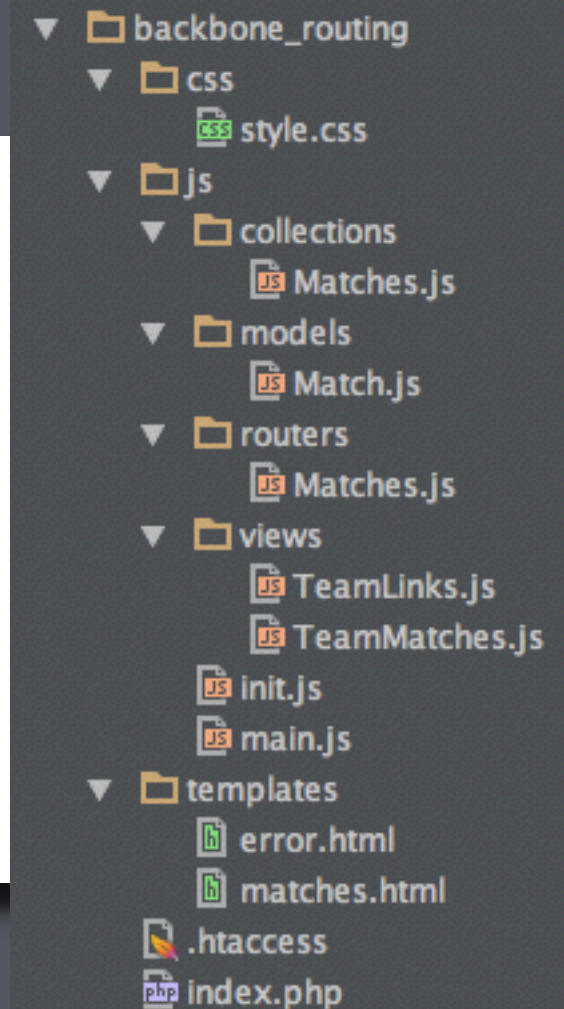 backbone_routing
css
style.css
js
collections
Matches.js
models
Match.js
routers
Matches.js
views
TeamLinks.js
TeamMatches.js
init.js
main.js
templates
error.html
matches.html
.htaccess
index.php